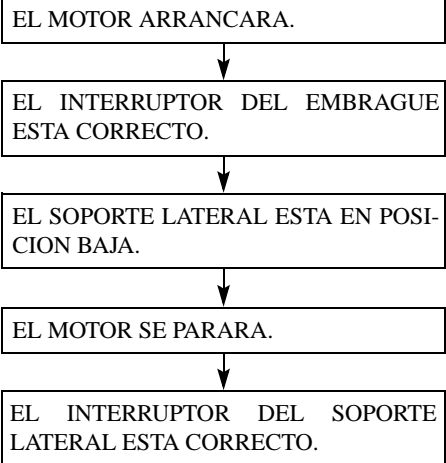 EL MOTOR ARRANCARA.
EL INTERRUPTOR DEL EMBRAGUE
ESTA CORRECTO.
EL SOPORTE LATERAL ESTA EN POSI-
CION BAJA.
EL MOTOR SE PARARA.
EL INTERRUPTOR DEL SOPORTE
LATERAL ESTA CORRECTO.